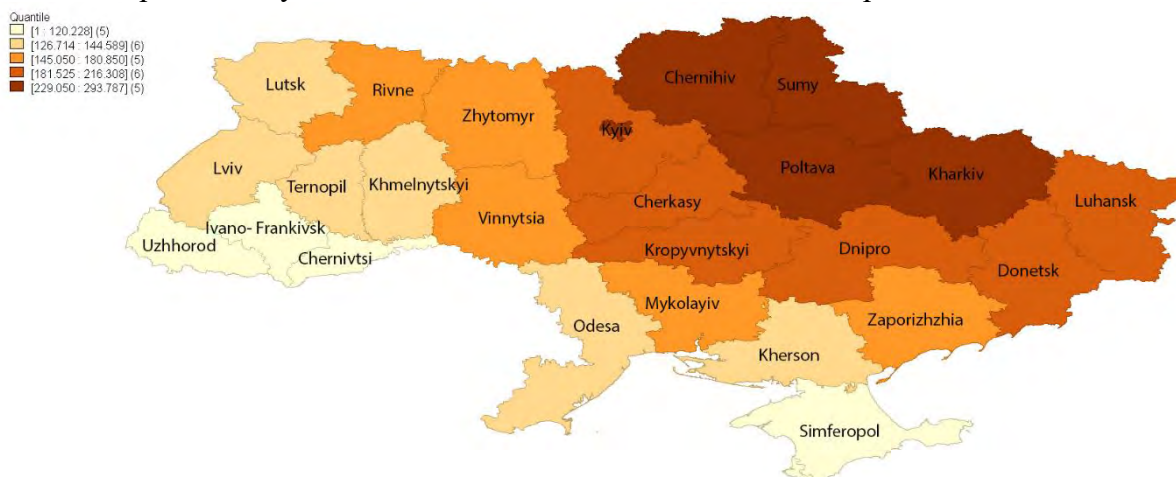 Quantile
[1 : 120.228] (5)
[126.714 : 144.589] (6)
[145.050 : 180.850] (5)
[181.525 : 216.308] (6)
[229.050 : 293.787] (5)
Chernihiv
Sumy
Lutsk
Rivne
Zhytomyr
Kyiv
Lviv
Ternopil
Khmelnytskyi
Poltava
Kharkiv
Cherkasy
Luhansk
Ivano- Frankivsk
Vinnytsia
Uzhhorod
Chernivtsi
Kropyvnytskyi
Dnipro
Donetsk
Mykolayiv
Odesa
Zaporizhzhia
Kherson
Simferopol